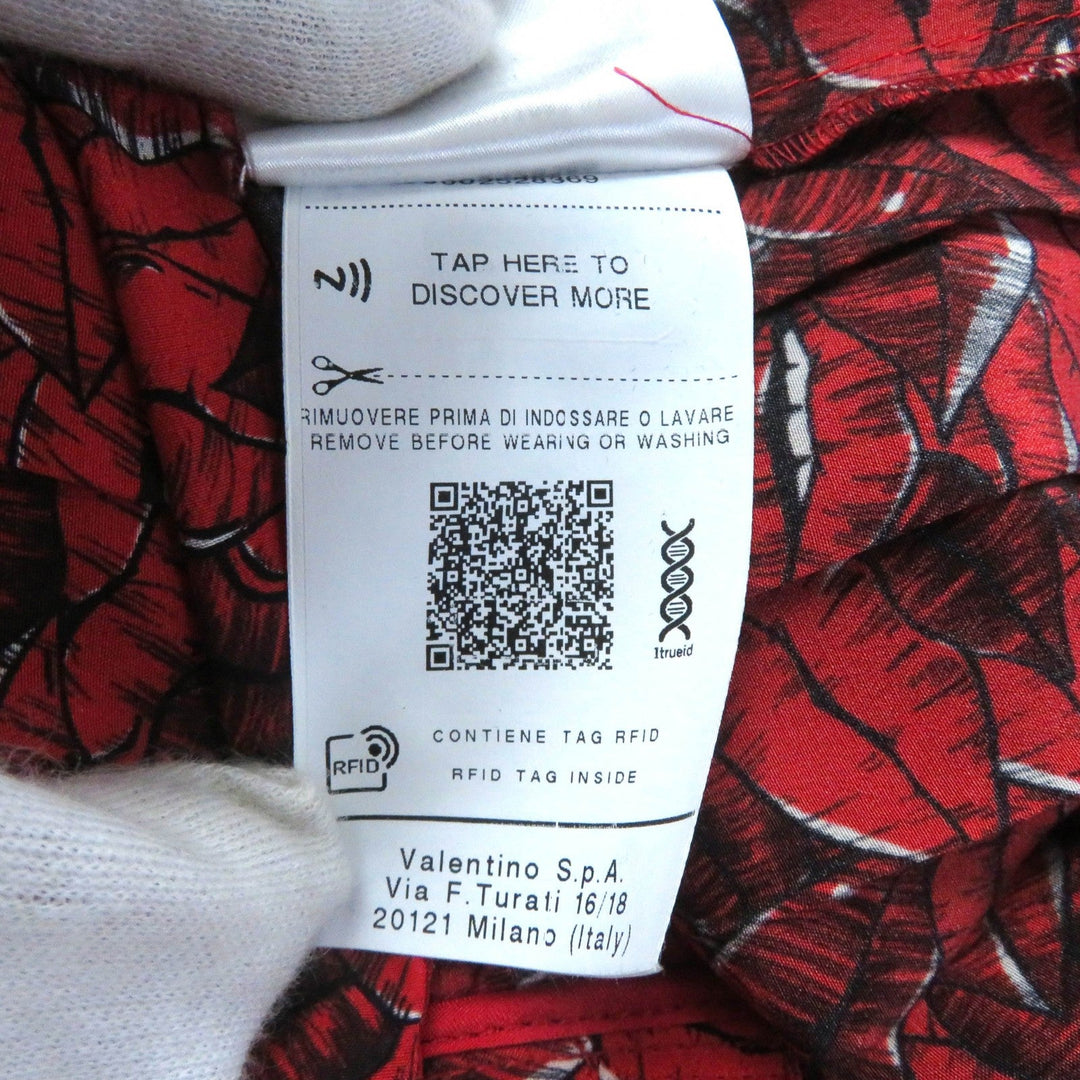 TAP HERE TO
DISCOVER MORE
RIMUOVERE PRIMA DI INDOSSARE O LAVARE
REMOVE BEFORE WEARING OR WASHING
1trueid
RFID
CONTIENE TAG RFID
RFID TAG INSIDE
Valentino S.p.A.
Via F.Turati 16/18
20121 Milano (Italy)